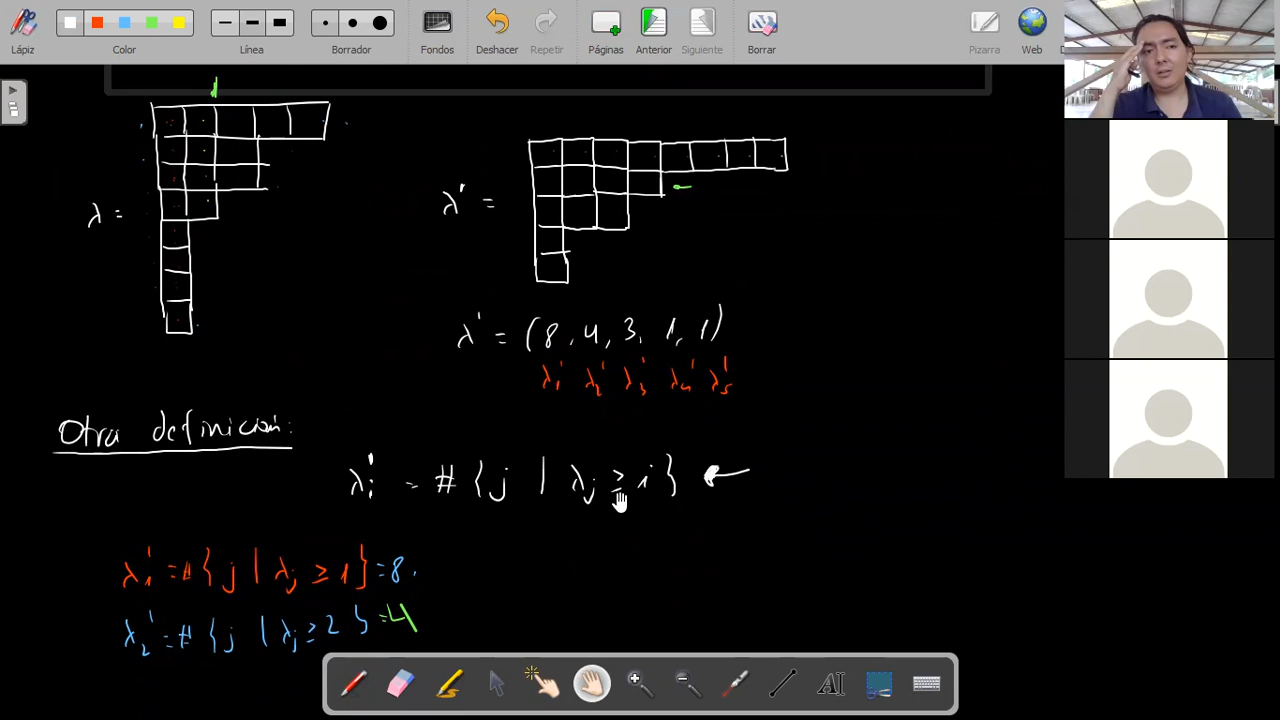 Lápiz Color Línea Borrador Fondos Deshacer Repetir Páginas Anterior Siguiente Borrar Pizarra Web
λ =
λ' =
λ' = (8, 4, 3, 1, 1)
λ₁' λ₂' λ₃' λ₄' λ₅'
Otra definición:
λᵢ' = # { j | λⱼ ≥ i } ←
λ₁' = # { j | λⱼ ≥ 1 } = 8.
λ₂' = # { j | λⱼ ≥ 2 } = 4
AI